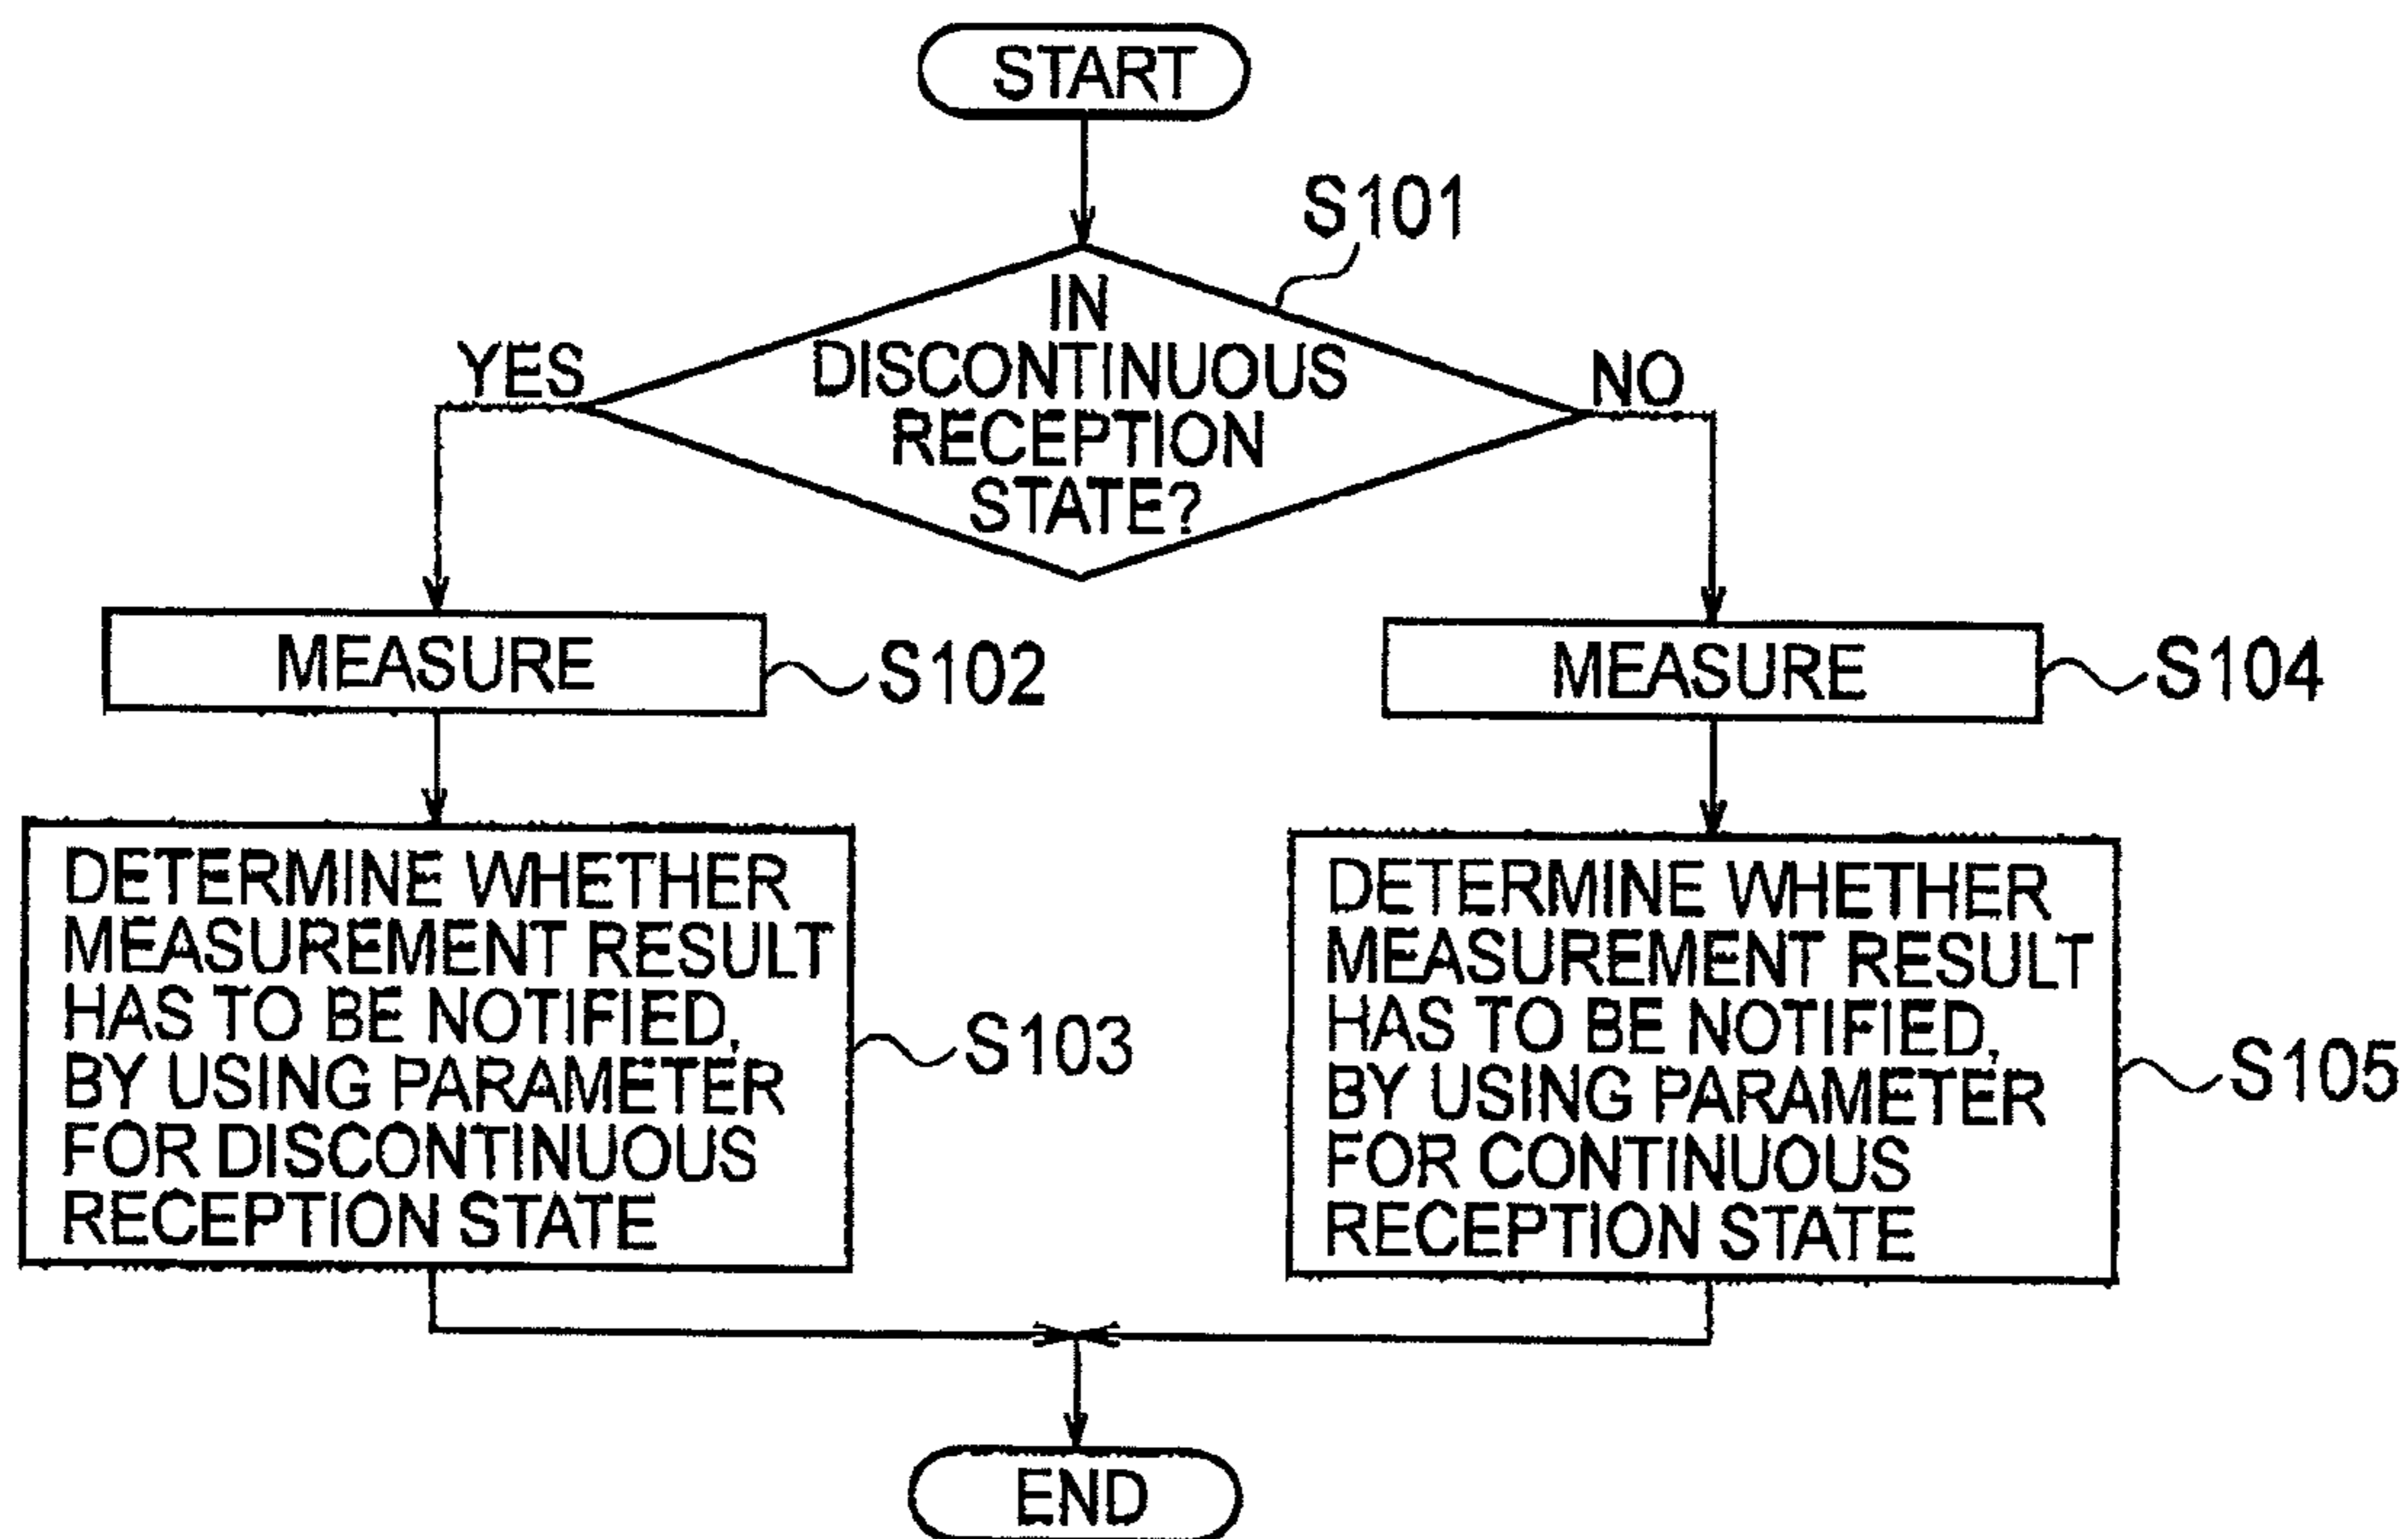 START
S101
IN
DISCONTINUOUS
RECEPTION
STATE?
YES
NO
MEASURE
S102
MEASURE
S104
DETERMINE WHETHER
MEASUREMENT RESULT
HAS TO BE NOTIFIED,
BY USING PARAMETER
FOR DISCONTINUOUS
RECEPTION STATE
S103
DETERMINE WHETHER
MEASUREMENT RESULT
HAS TO BE NOTIFIED,
BY USING PARAMETER
FOR CONTINUOUS
RECEPTION STATE
S105
END